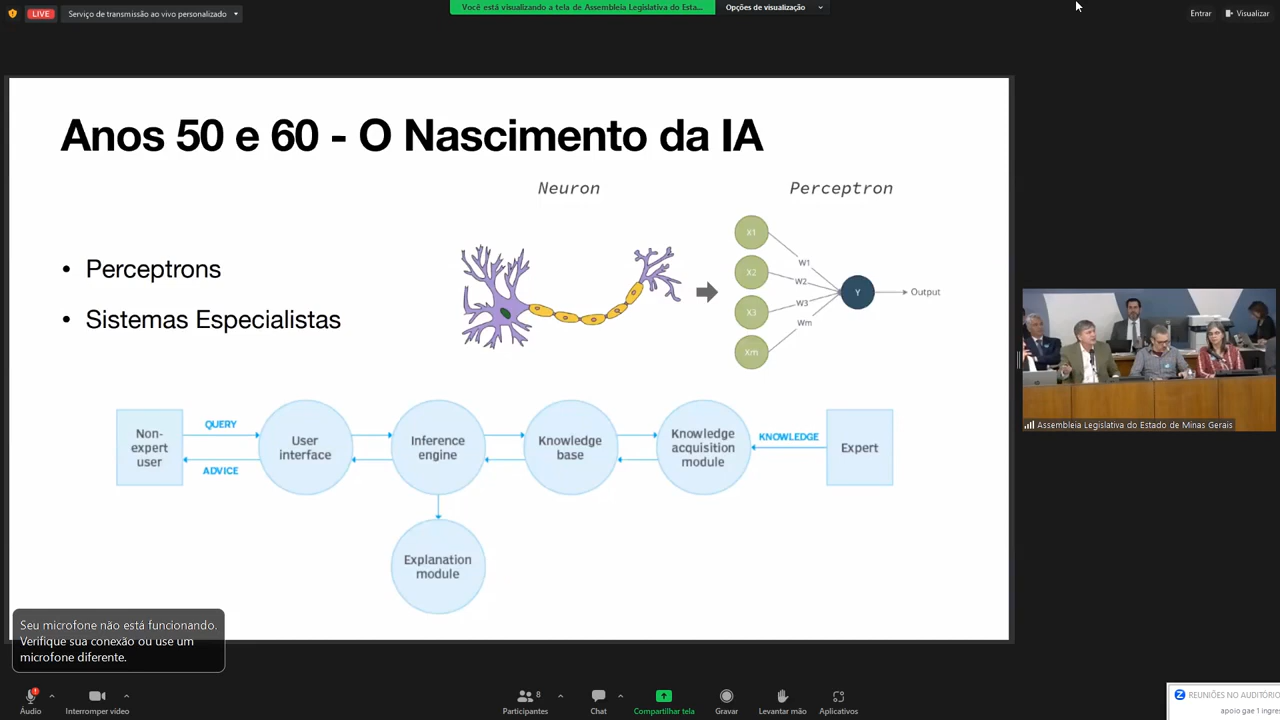 LIVE
Serviço de transmissão ao vivo personalizado
Você está visualizando a tela de Assembleia Legislativa do Esta...
Opções de visualização
Entrar
Visualizar
Anos 50 e 60 - O Nascimento da IA
Neuron
Perceptron
• Perceptrons
• Sistemas Especialistas
X1
X2
X3
Xm
W1
W2
W3
Wm
Y
Output
Non-
expert
user
QUERY
ADVICE
User
interface
Inference
engine
Knowledge
base
Knowledge
acquisition
module
KNOWLEDGE
Expert
Explanation
module
Assembleia Legislativa do Estado de Minas Gerais
Seu microfone não está funcionando.
Verifique sua conexão ou use um
microfone diferente.
Áudio
Interromper vídeo
Participantes
8
Chat
Compartilhar tela
Gravar
Levantar mão
Aplicativos
REUNIÕES NO AUDITÓRIO
apoio gae 1 ingres